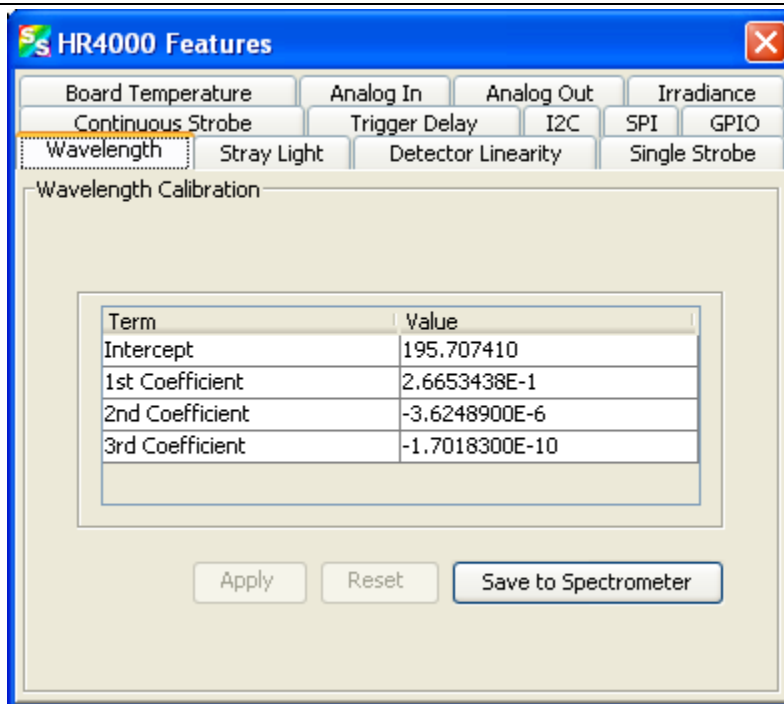 SS HR4000 Features
Board Temperature Analog In Analog Out Irradiance
Continuous Strobe Trigger Delay I2C SPI GPIO
Wavelength Stray Light Detector Linearity Single Strobe
Wavelength Calibration
Term Value
Intercept 195.707410
1st Coefficient 2.6653438E-1
2nd Coefficient -3.6248900E-6
3rd Coefficient -1.7018300E-10
Apply Reset Save to Spectrometer